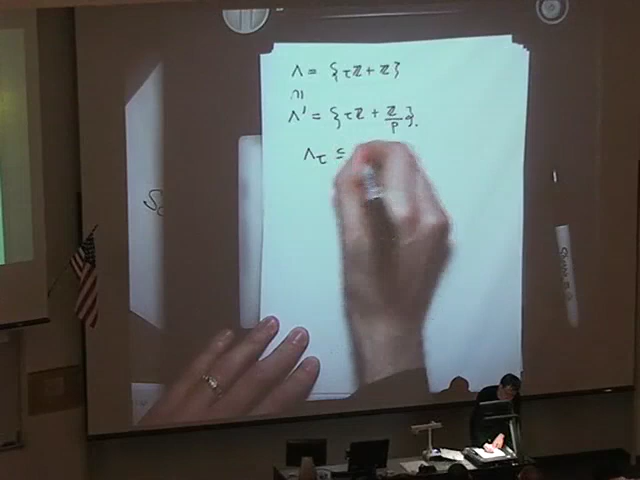 Λ = {τℤ + ℤ}
∩|
Λ' = {τℤ + ℤ/p}.
Λ_τ ⊆